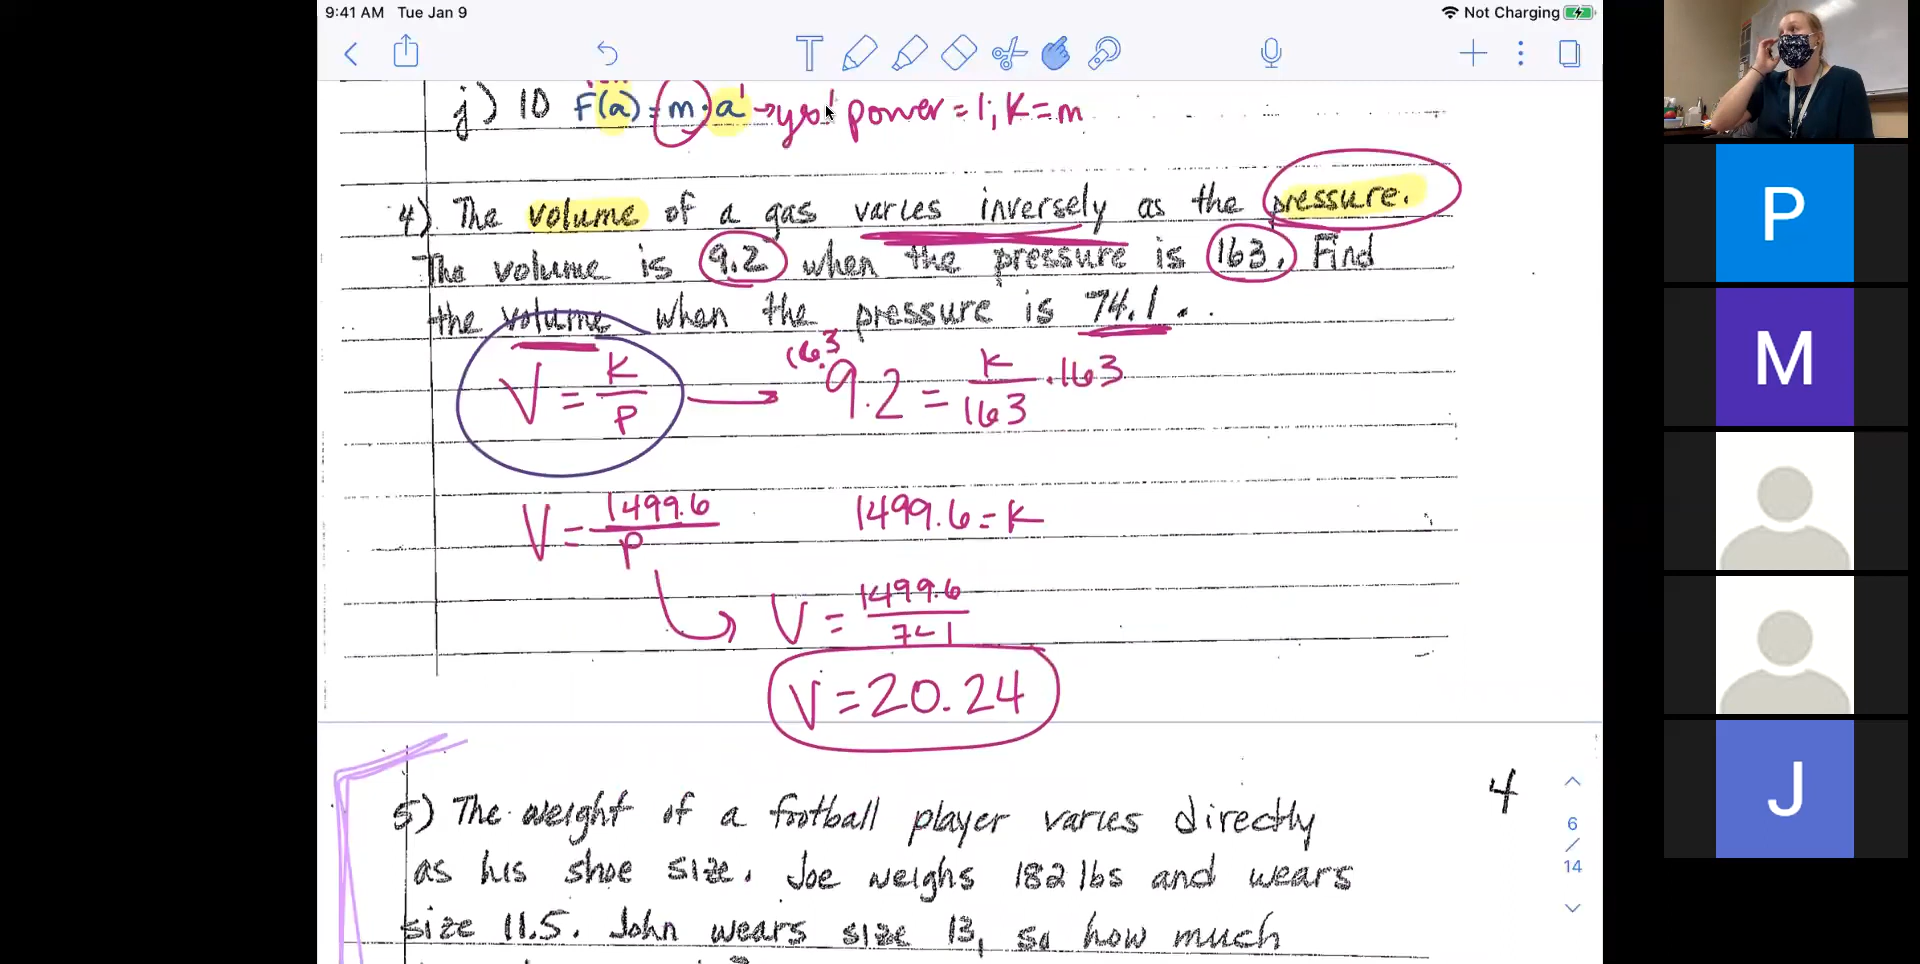 9:41 AM Tue Jan 9
Not Charging
j) 10 F(a) = m · a¹ → yes! power = 1; K = m
4). The volume of a gas varies inversely as the pressure.
The volume is 9.2 when the pressure is 163. Find
the volume when the pressure is 74.1.
V = K/P → 163 · 9.2 = K/163 · 163
V = 1499.6/P 1499.6 = K
V = 1499.6/741
V = 20.24
4
5) The weight of a football player varies directly
as his shoe size. Joe weighs 182 lbs and wears
size 11.5. John wears size 13, so how much
6
/
14
P
M
J